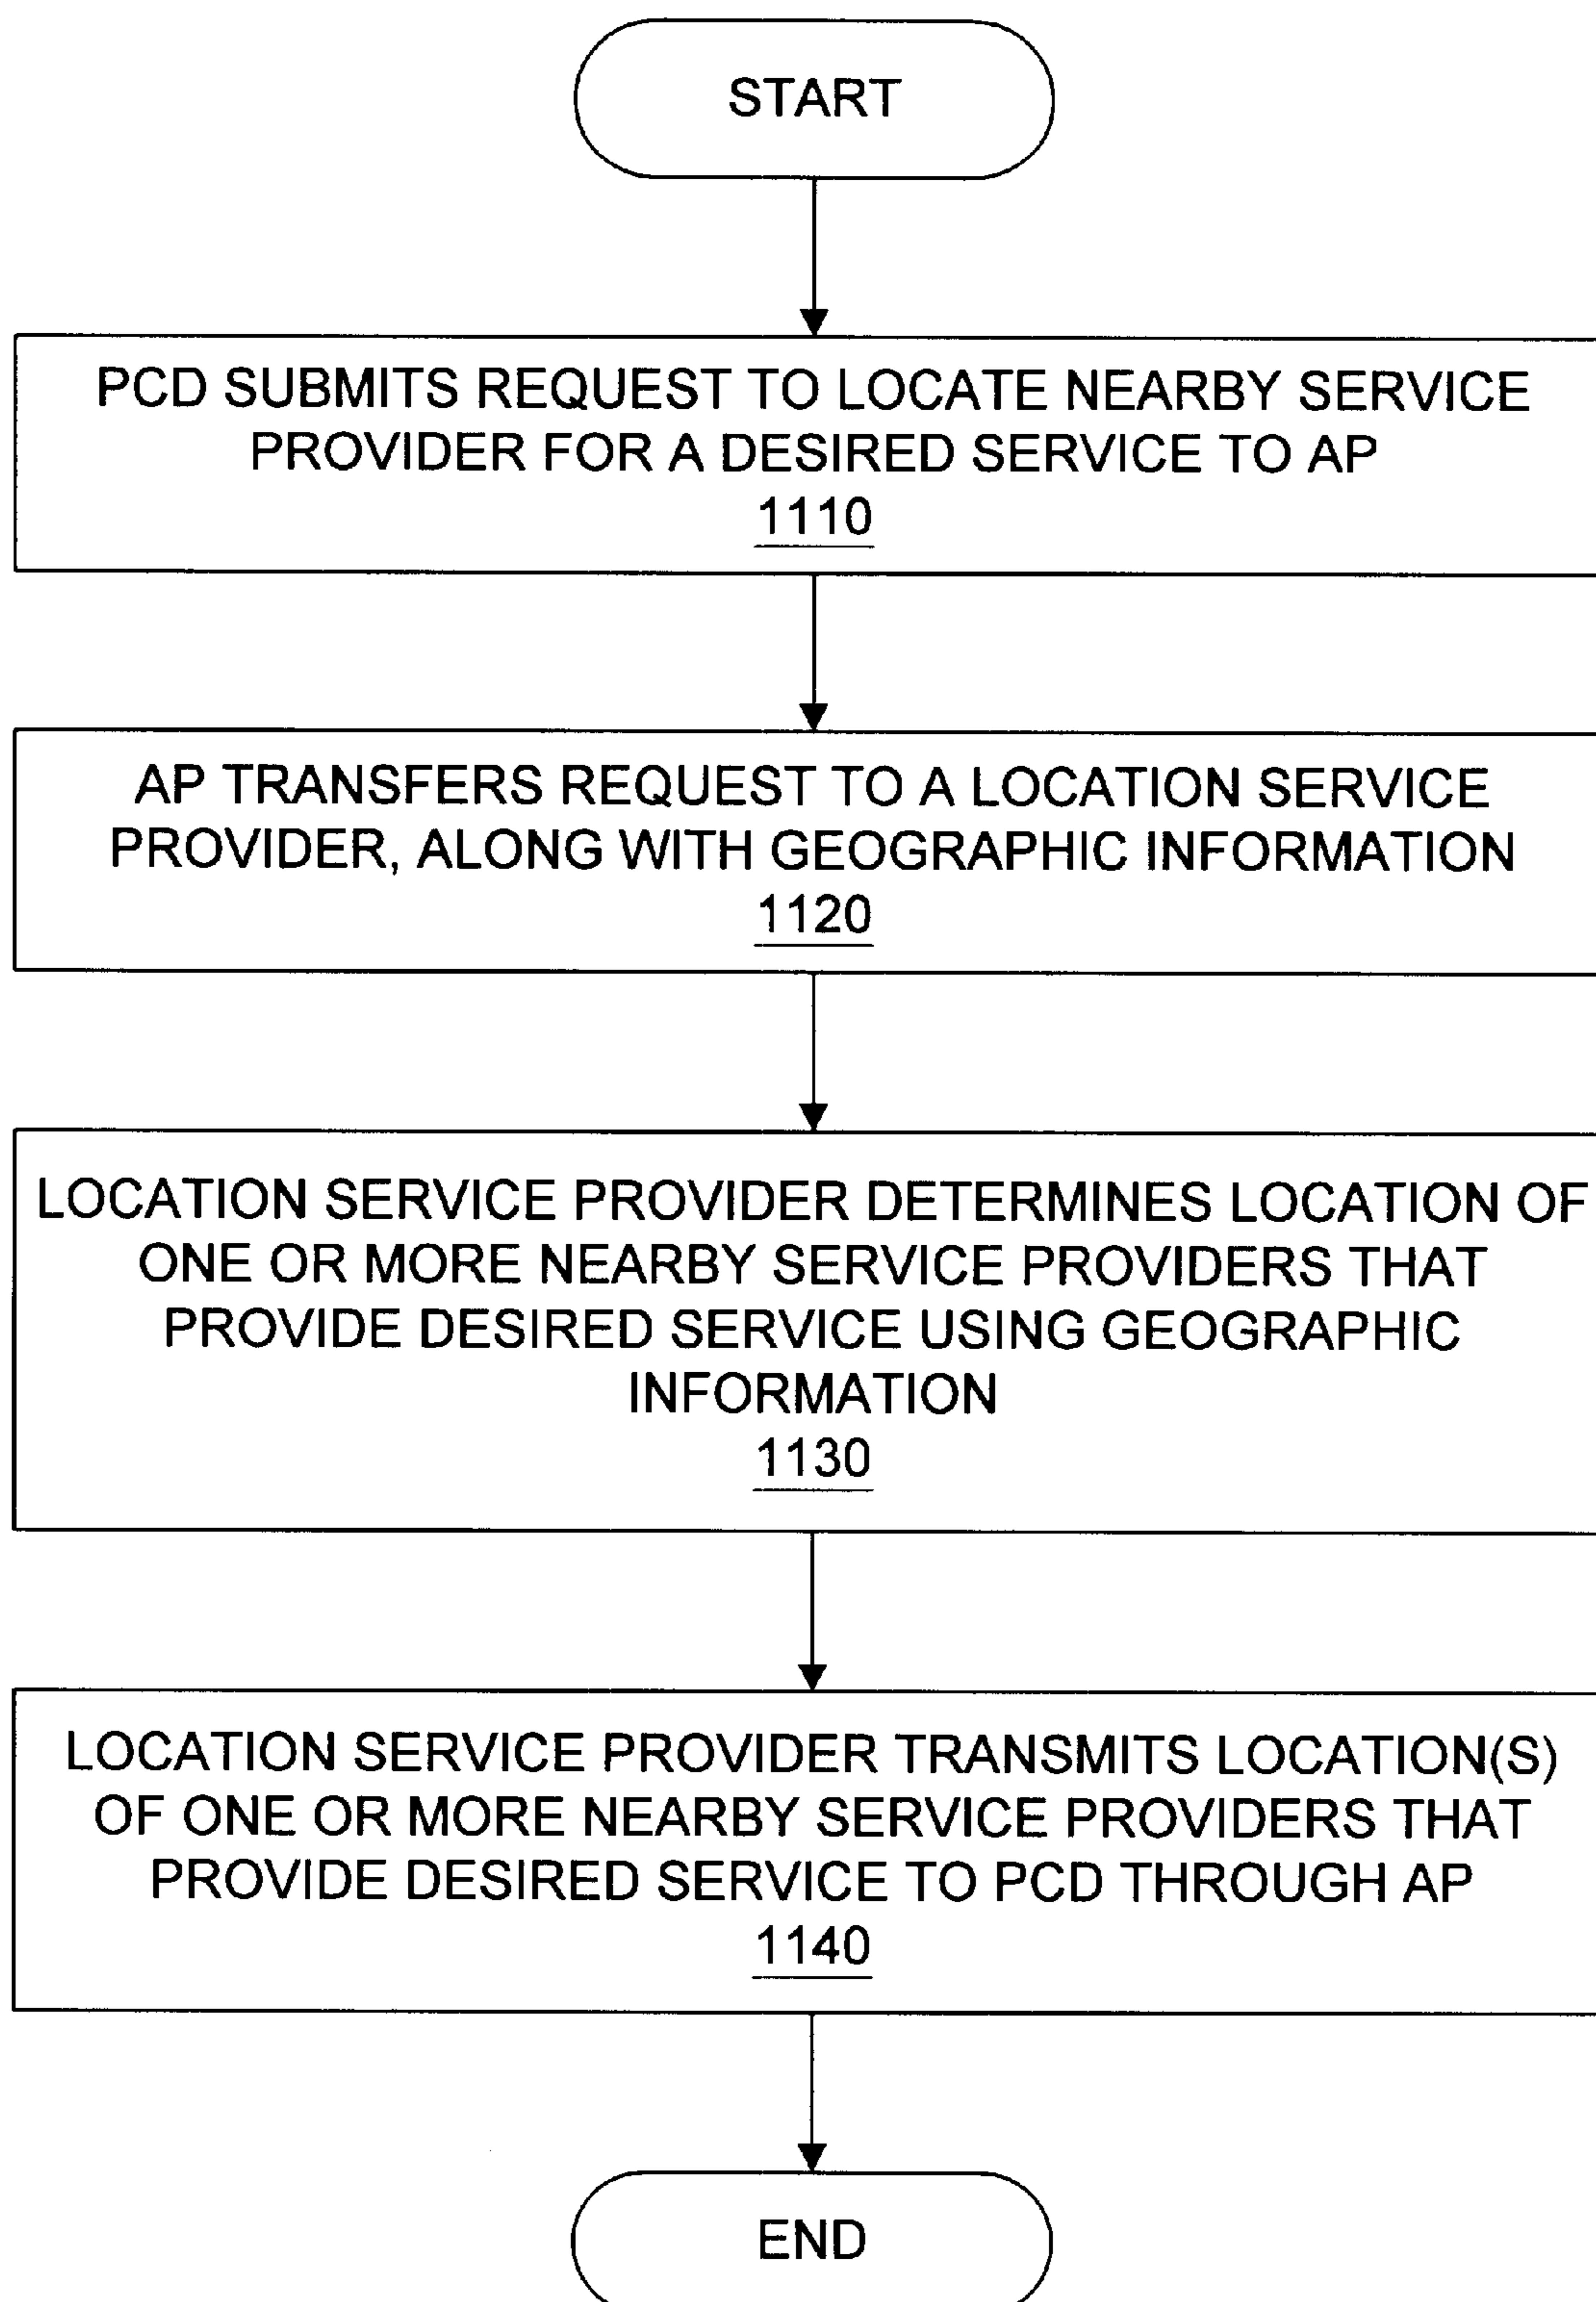 START
PCD SUBMITS REQUEST TO LOCATE NEARBY SERVICE
PROVIDER FOR A DESIRED SERVICE TO AP
1110
AP TRANSFERS REQUEST TO A LOCATION SERVICE
PROVIDER, ALONG WITH GEOGRAPHIC INFORMATION
1120
LOCATION SERVICE PROVIDER DETERMINES LOCATION OF
ONE OR MORE NEARBY SERVICE PROVIDERS THAT
PROVIDE DESIRED SERVICE USING GEOGRAPHIC
INFORMATION
1130
LOCATION SERVICE PROVIDER TRANSMITS LOCATION(S)
OF ONE OR MORE NEARBY SERVICE PROVIDERS THAT
PROVIDE DESIRED SERVICE TO PCD THROUGH AP
1140
END